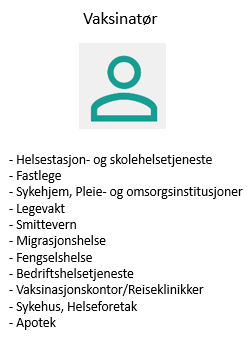 Vaksinatør
- Helsestasjon- og skolehelsetjeneste
- Fastlege
- Sykehjem, Pleie- og omsorgsinstitusjoner
- Legevakt
- Smittevern
- Migrasjonshelse
- Fengselshelse
- Bedriftshelsetjeneste
- Vaksinasjonskontor/Reiseklinikker
- Sykehus, Helseforetak
- Apotek